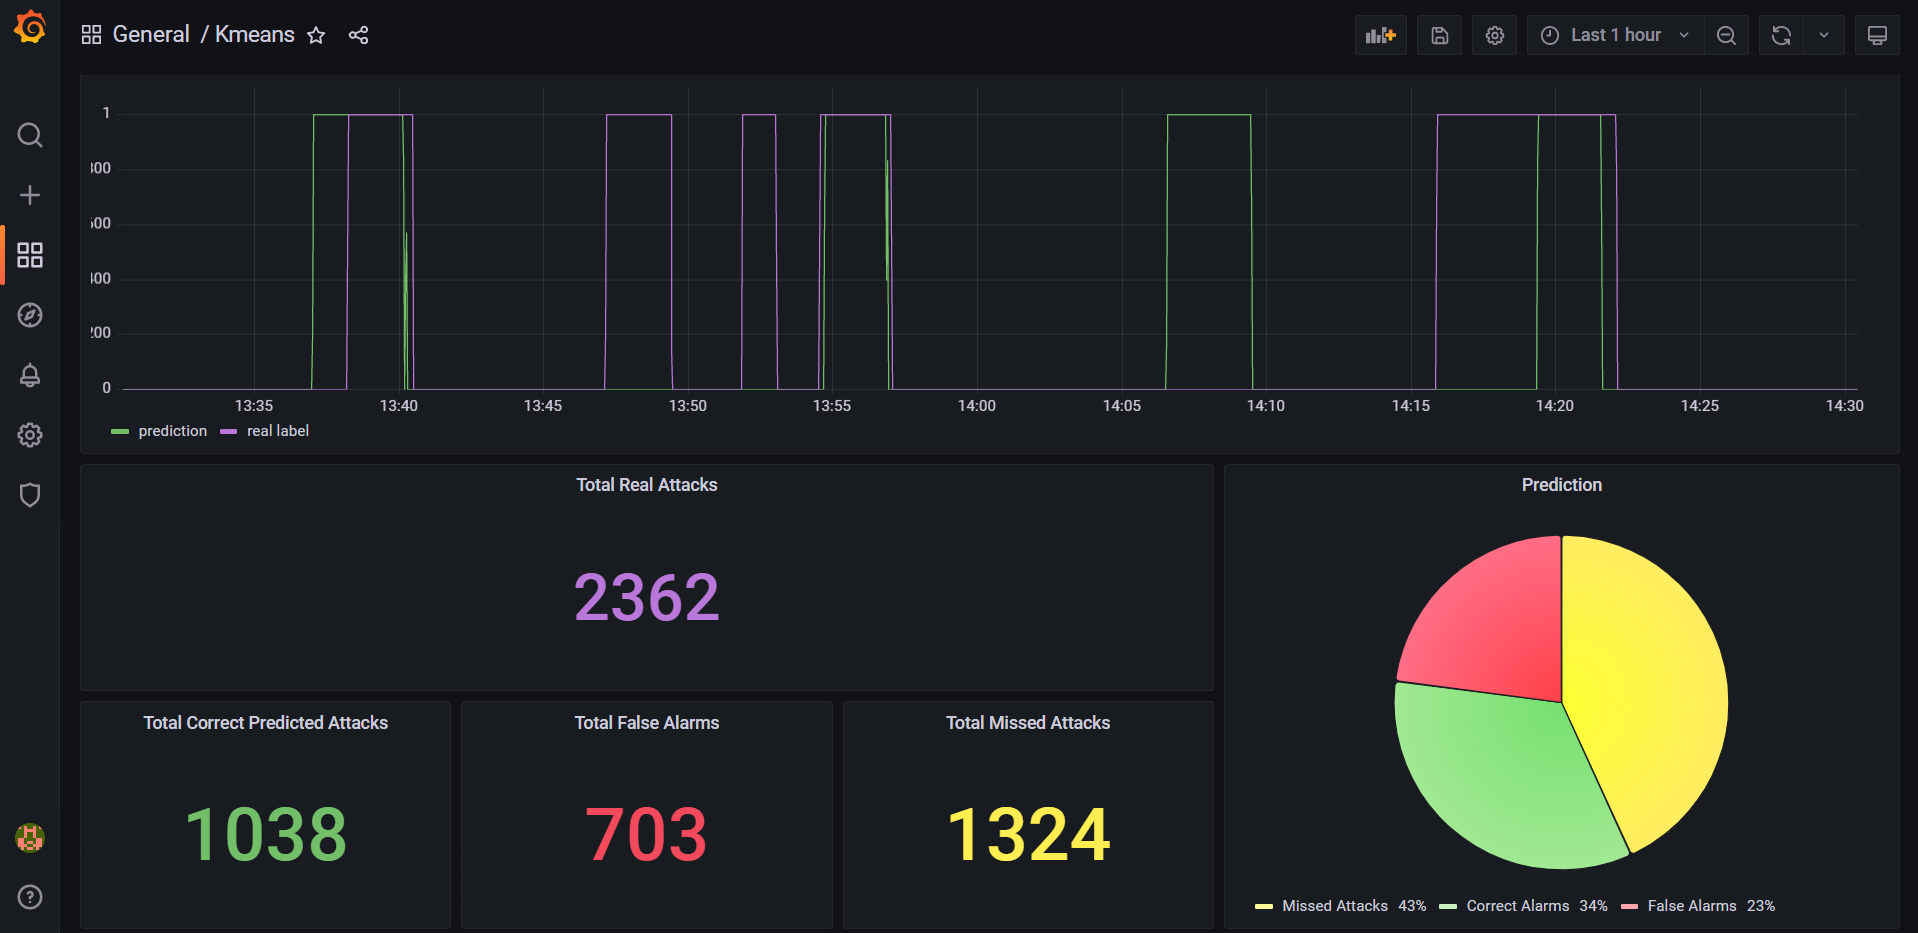 General / Kmeans
Last 1 hour
1
800
600
400
200
0
13:35 13:40 13:45 13:50 13:55 14:00 14:05 14:10 14:15 14:20 14:25 14:30
prediction real label
Total Real Attacks
2362
Prediction
Total Correct Predicted Attacks
1038
Total False Alarms
703
Total Missed Attacks
1324
Missed Attacks 43% Correct Alarms 34% False Alarms 23%